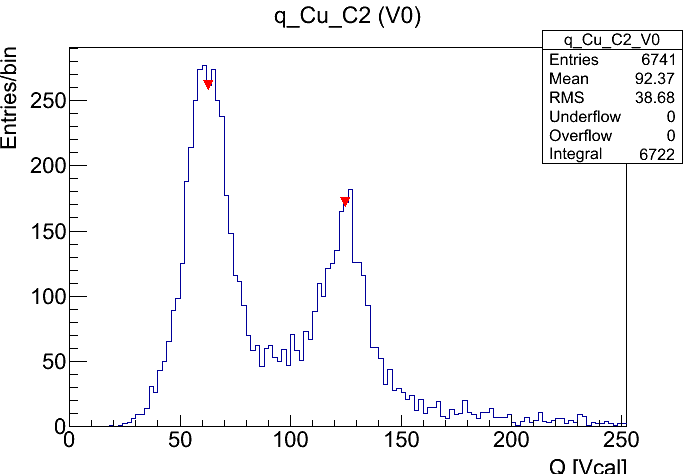 q_Cu_C2 (V0)
q_Cu_C2_V0
Entries 6741
Mean 92.37
RMS 38.68
Underflow 0
Overflow 0
Integral 6722
Entries/bin
250
200
150
100
50
0
0 50 100 150 200 250
Q [Vcal]